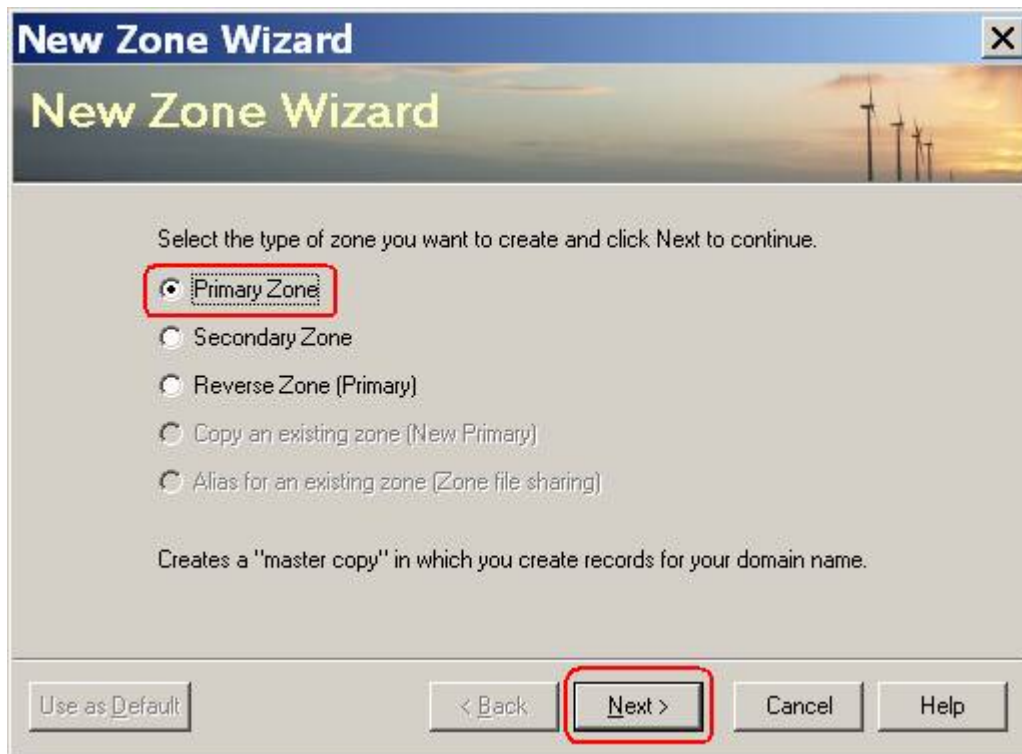 New Zone Wizard
New Zone Wizard
Select the type of zone you want to create and click Next to continue.
Primary Zone
Secondary Zone
Reverse Zone (Primary)
Copy an existing zone (New Primary)
Alias for an existing zone (Zone file sharing)
Creates a "master copy" in which you create records for your domain name.
Use as Default < Back Next > Cancel Help